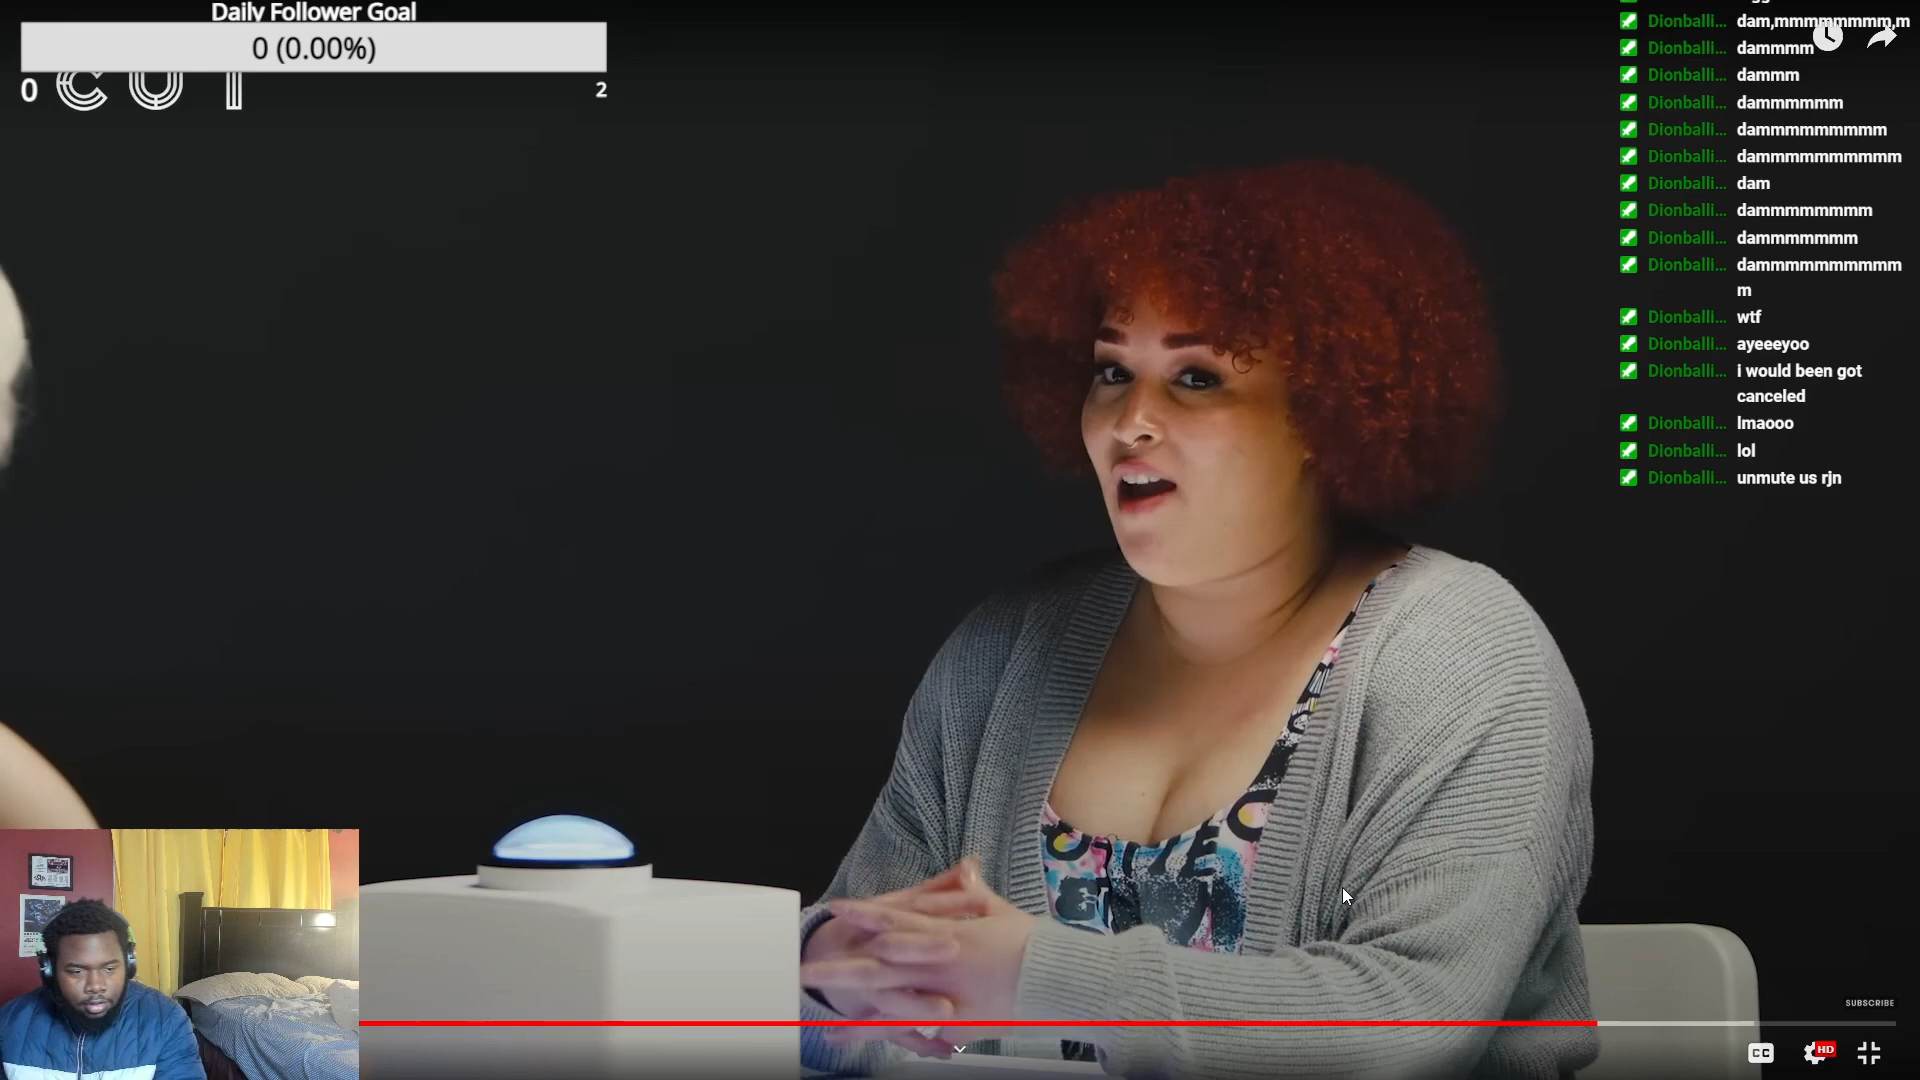 Daily Follower Goal
0 (0.00%)
0
2
CUT
Dionballi... dam,mmmmmmmm,m
Dionballi... dammmm
Dionballi... dammm
Dionballi... dammmmmm
Dionballi... dammmmmmmmm
Dionballi... dammmmmmmmmm
Dionballi... dam
Dionballi... dammmmmmmm
Dionballi... dammmmmmm
Dionballi... dammmmmmmmmm
m
Dionballi... wtf
Dionballi... ayeeeyoo
Dionballi... i would been got
canceled
Dionballi... lmaooo
Dionballi... lol
Dionballi... unmute us rjn
SUBSCRIBE
CC
HD